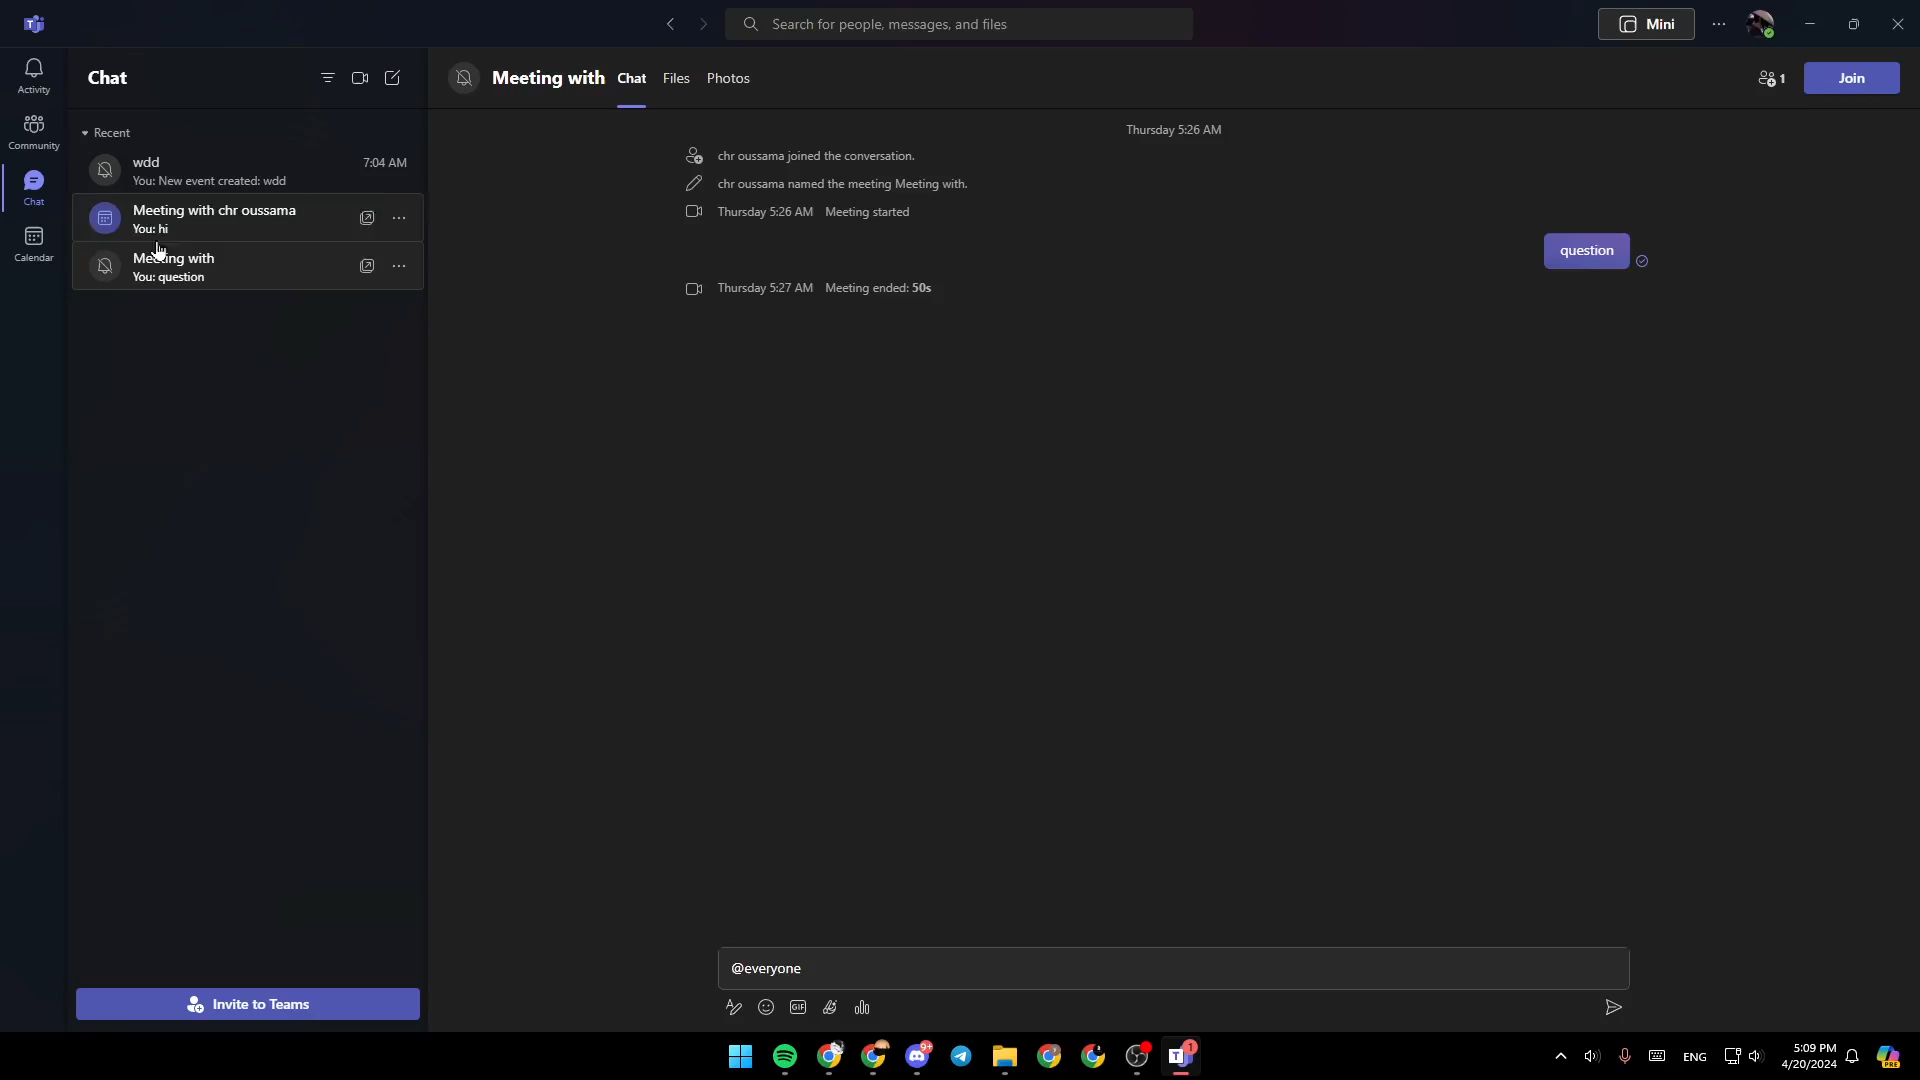 Search for people, messages, and files
Mini
Activity
Community
Chat
Calendar
Chat
Recent
wdd
7:04 AM
You: New event created: wdd
Meeting with chr oussama
You: hi
Meeting with
You: question
Invite to Teams
Meeting with Chat Files Photos
1
Join
Thursday 5:26 AM
chr oussama joined the conversation.
chr oussama named the meeting Meeting with.
Thursday 5:26 AM Meeting started
question
Thursday 5:27 AM Meeting ended: 50s
@everyone
GIF
9+
1
ENG
5:09 PM
4/20/2024
PRE